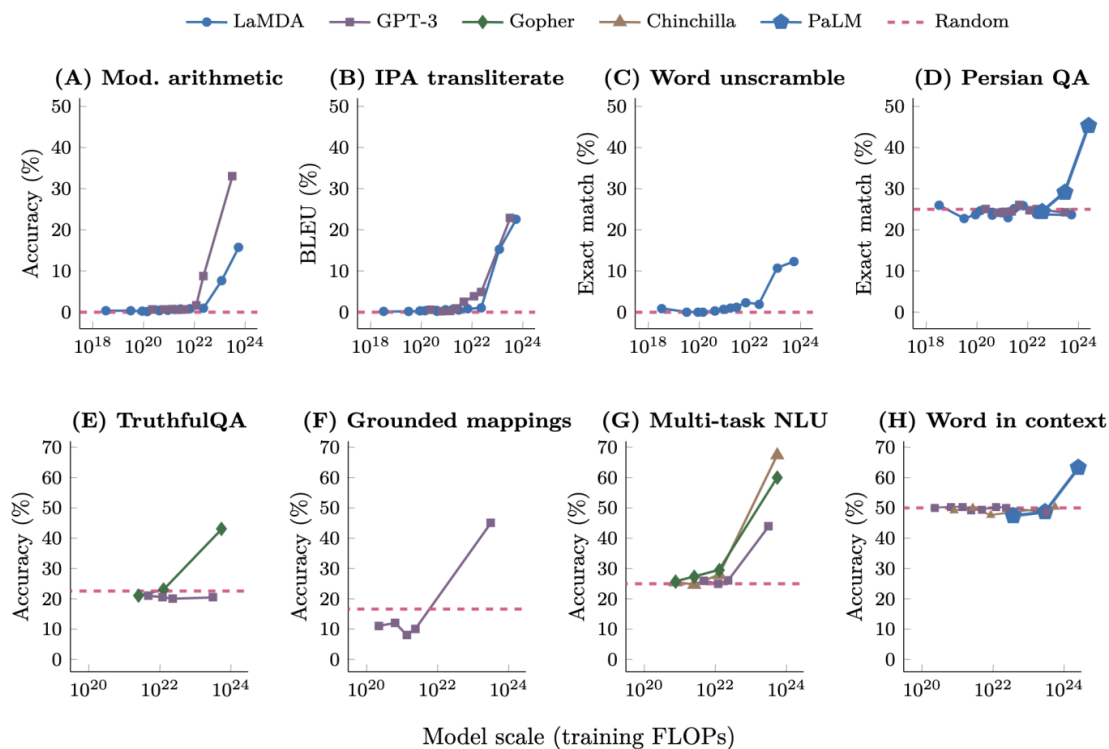 LaMDA GPT-3 Gopher Chinchilla PaLM Random
(A) Mod. arithmetic
Accuracy (%)
50
40
30
20
10
0
10^18 10^20 10^22 10^24
(B) IPA transliterate
BLEU (%)
50
40
30
20
10
0
10^18 10^20 10^22 10^24
(C) Word unscramble
Exact match (%)
50
40
30
20
10
0
10^18 10^20 10^22 10^24
(D) Persian QA
Exact match (%)
50
40
30
20
10
0
10^18 10^20 10^22 10^24
(E) TruthfulQA
Accuracy (%)
70
60
50
40
30
20
10
0
10^20 10^22 10^24
(F) Grounded mappings
Accuracy (%)
70
60
50
40
30
20
10
0
10^20 10^22 10^24
(G) Multi-task NLU
Accuracy (%)
70
60
50
40
30
20
10
0
10^20 10^22 10^24
(H) Word in context
Accuracy (%)
70
60
50
40
30
20
10
0
10^20 10^22 10^24
Model scale (training FLOPs)